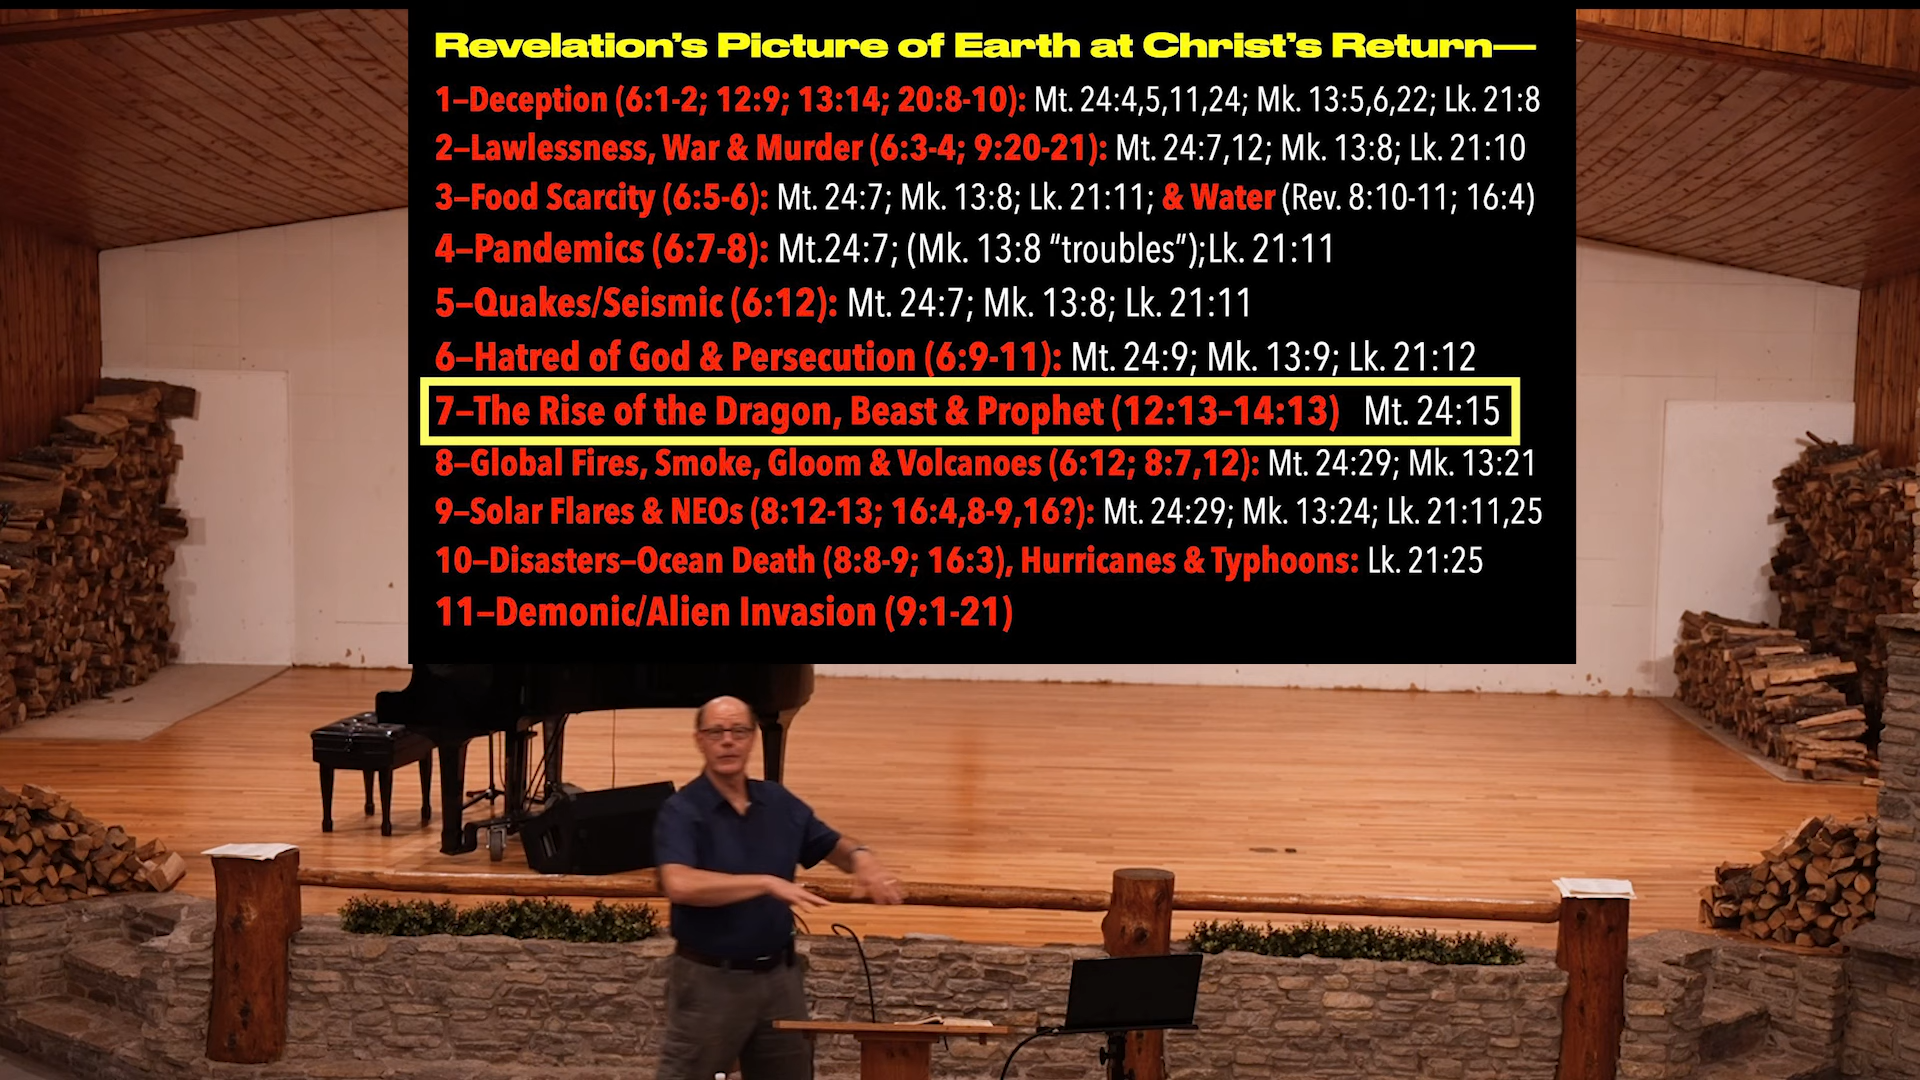 Revelation’s Picture of Earth at Christ’s Return—
1–Deception (6:1-2; 12:9; 13:14; 20:8-10): Mt. 24:4,5,11,24; Mk. 13:5,6,22; Lk. 21:8
2–Lawlessness, War & Murder (6:3-4; 9:20-21): Mt. 24:7,12; Mk. 13:8; Lk. 21:10
3–Food Scarcity (6:5-6): Mt. 24:7; Mk. 13:8; Lk. 21:11; & Water (Rev. 8:10-11; 16:4)
4–Pandemics (6:7-8): Mt.24:7; (Mk. 13:8 “troubles”);Lk. 21:11
5–Quakes/Seismic (6:12): Mt. 24:7; Mk. 13:8; Lk. 21:11
6–Hatred of God & Persecution (6:9-11): Mt. 24:9; Mk. 13:9; Lk. 21:12
7–The Rise of the Dragon, Beast & Prophet (12:13–14:13) Mt. 24:15
8–Global Fires, Smoke, Gloom & Volcanoes (6:12; 8:7,12): Mt. 24:29; Mk. 13:21
9–Solar Flares & NEOs (8:12-13; 16:4,8-9,16?): Mt. 24:29; Mk. 13:24; Lk. 21:11,25
10–Disasters–Ocean Death (8:8-9; 16:3), Hurricanes & Typhoons: Lk. 21:25
11–Demonic/Alien Invasion (9:1-21)